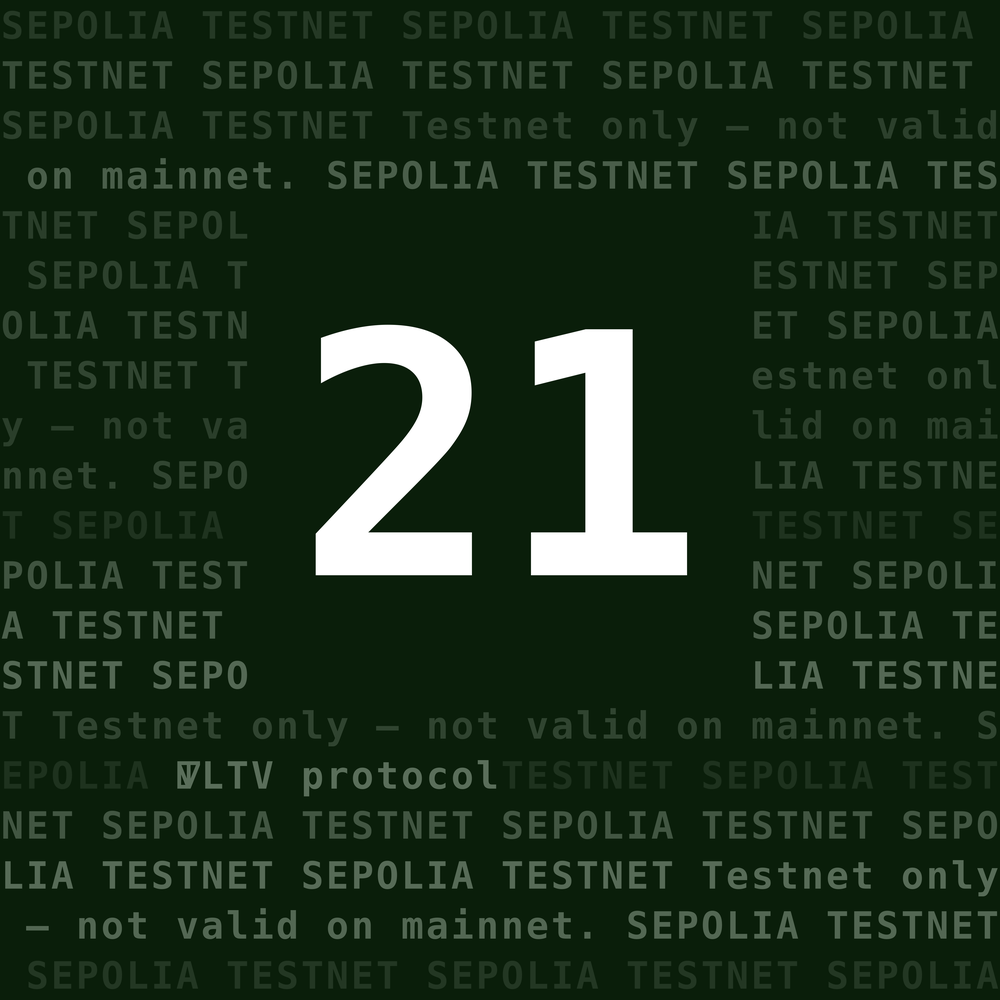 SEPOLIA TESTNET SEPOLIA TESTNET SEPOLIA
TESTNET SEPOLIA TESTNET SEPOLIA TESTNET
SEPOLIA TESTNET Testnet only — not valid
on mainnet. SEPOLIA TESTNET SEPOLIA TES
TNET SEPOL IA TESTNET
SEPOLIA T ESTNET SEP
OLIA TESTN ET SEPOLIA
TESTNET T estnet onl
y — not va lid on mai
21
nnet. SEPO LIA TESTNE
T SEPOLIA TESTNET SE
POLIA TEST NET SEPOLI
A TESTNET SEPOLIA TE
STNET SEPO LIA TESTNE
T Testnet only — not valid on mainnet. S
EPOLIA protocolTESTNET SEPOLIA TEST
NET SEPOLIA TESTNET SEPOLIA TESTNET SEPO
LIA TESTNET SEPOLIA TESTNET Testnet only
— not valid on mainnet. SEPOLIA TESTNET
SEPOLIA TESTNET SEPOLIA TESTNET SEPOLIA